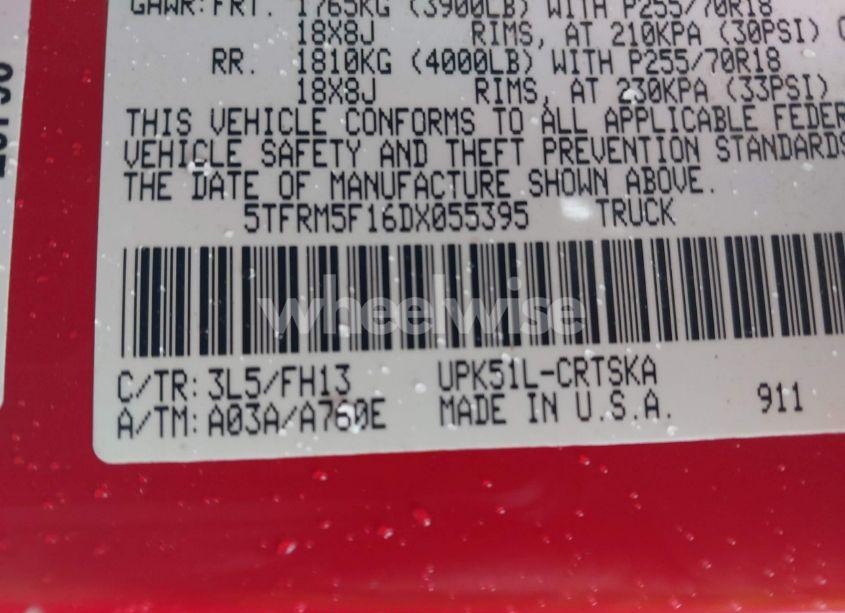 GAWR: FRT. 1765KG (3900LB) WITH P255/70R18
18X8J RIMS, AT 210KPA (30PSI)
RR. 1810KG (4000LB) WITH P255/70R18
18X8J RIMS, AT 230KPA (33PSI)
THIS VEHICLE CONFORMS TO ALL APPLICABLE FEDER
VEHICLE SAFETY AND THEFT PREVENTION STANDARDS
THE DATE OF MANUFACTURE SHOWN ABOVE.
5TFRM5F16DX055395 TRUCK
wheelwise
C/TR: 3L5/FH13 UPK51L-CRTSKA
A/TM: A03A/A760E MADE IN U.S.A. 911